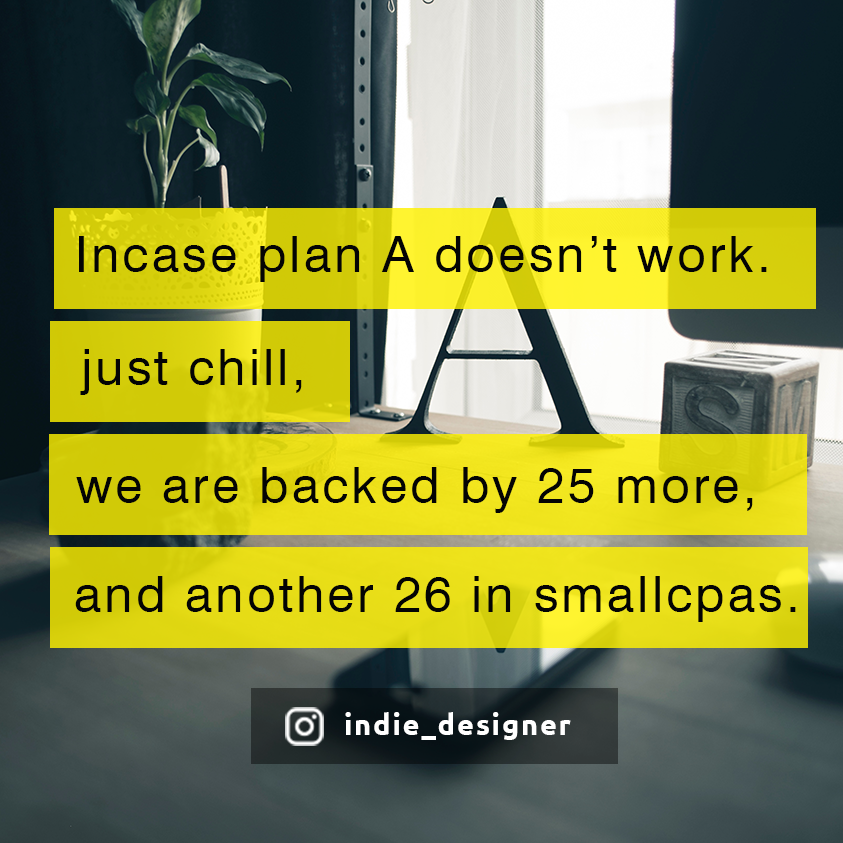 Incase plan A doesn’t work.
just chill,
we are backed by 25 more,
and another 26 in smallcpas.
indie_designer
A
S M